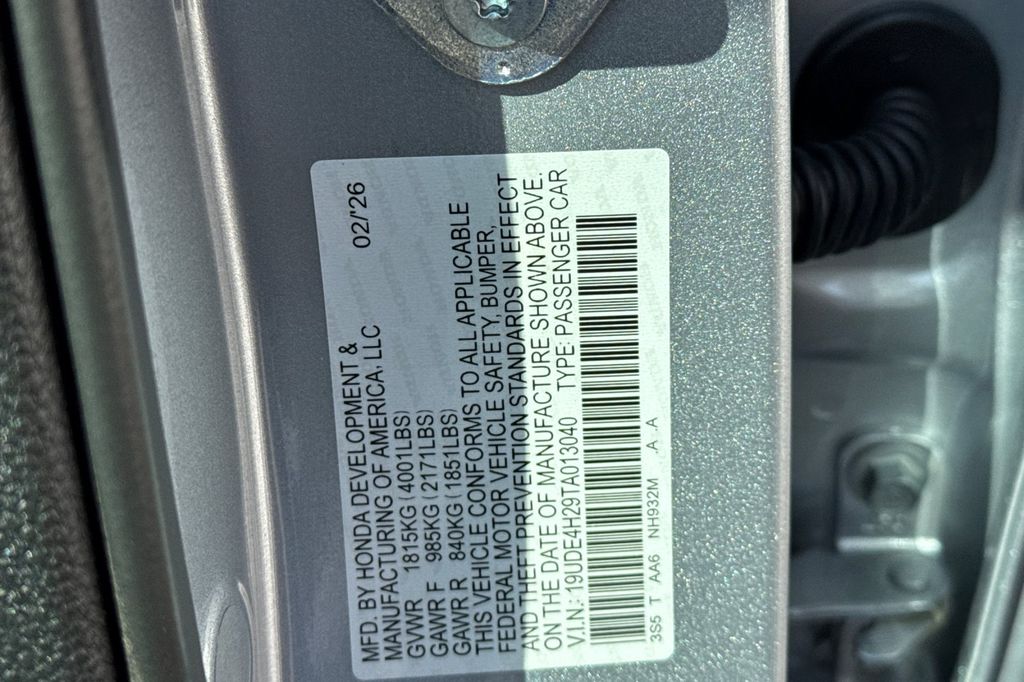 MFD. BY HONDA DEVELOPMENT &
MANUFACTURING OF AMERICA, LLC 02/'26
GVWR 1815KG (4001LBS)
GAWR F 985KG (2171LBS)
GAWR R 840KG (1851LBS)
THIS VEHICLE CONFORMS TO ALL APPLICABLE
FEDERAL MOTOR VEHICLE SAFETY, BUMPER,
AND THEFT PREVENTION STANDARDS IN EFFECT
ON THE DATE OF MANUFACTURE SHOWN ABOVE.
V.I.N.: 19UDE4H29TA013040 TYPE: PASSENGER CAR
3S5 T AA6 NH932M A A